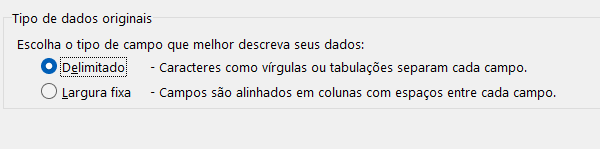 Tipo de dados originais
Escolha o tipo de campo que melhor descreva seus dados:
Delimitado - Caracteres como vírgulas ou tabulações separam cada campo.
Largura fixa - Campos são alinhados em colunas com espaços entre cada campo.